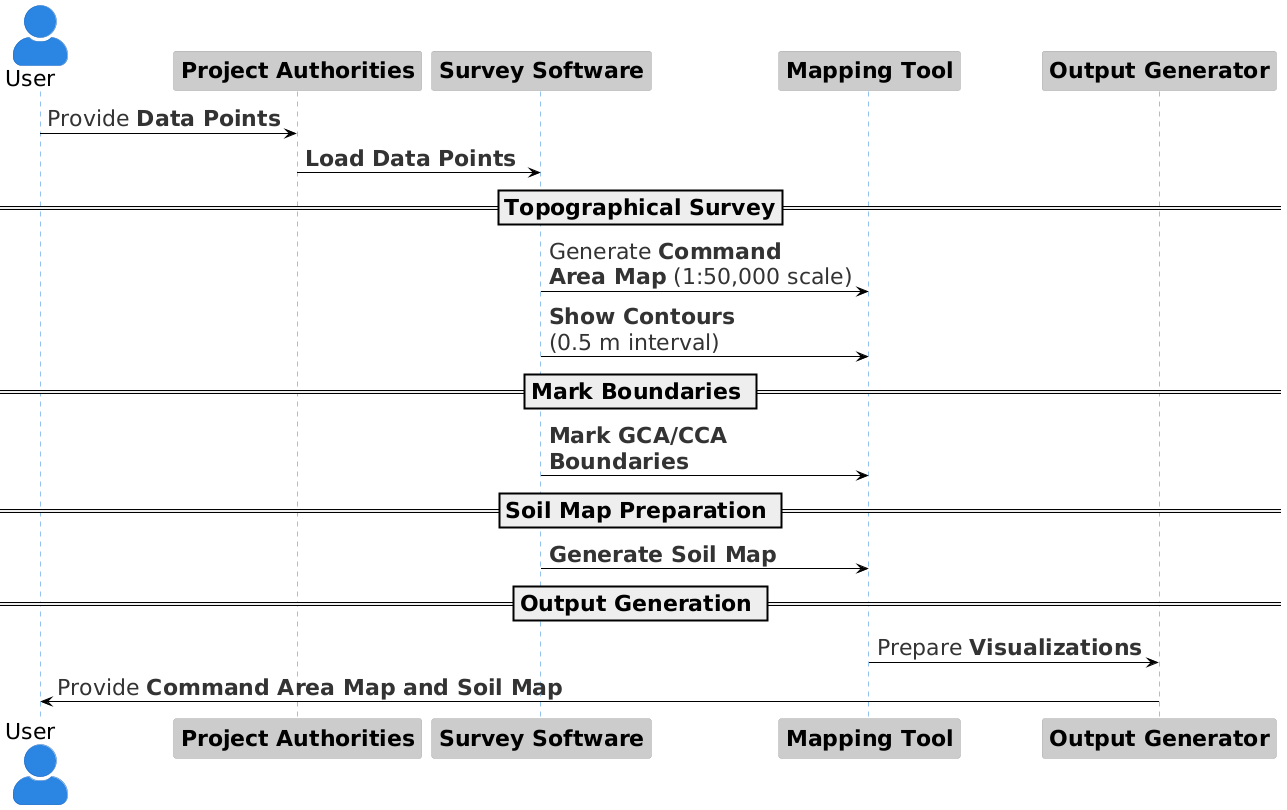 User
Project Authorities
Survey Software
Mapping Tool
Output Generator
Provide Data Points
Load Data Points
Topographical Survey
Generate Command
Area Map (1:50,000 scale)
Show Contours
(0.5 m interval)
Mark Boundaries
Mark GCA/CCA
Boundaries
Soil Map Preparation
Generate Soil Map
Output Generation
Prepare Visualizations
Provide Command Area Map and Soil Map
User
Project Authorities
Survey Software
Mapping Tool
Output Generator